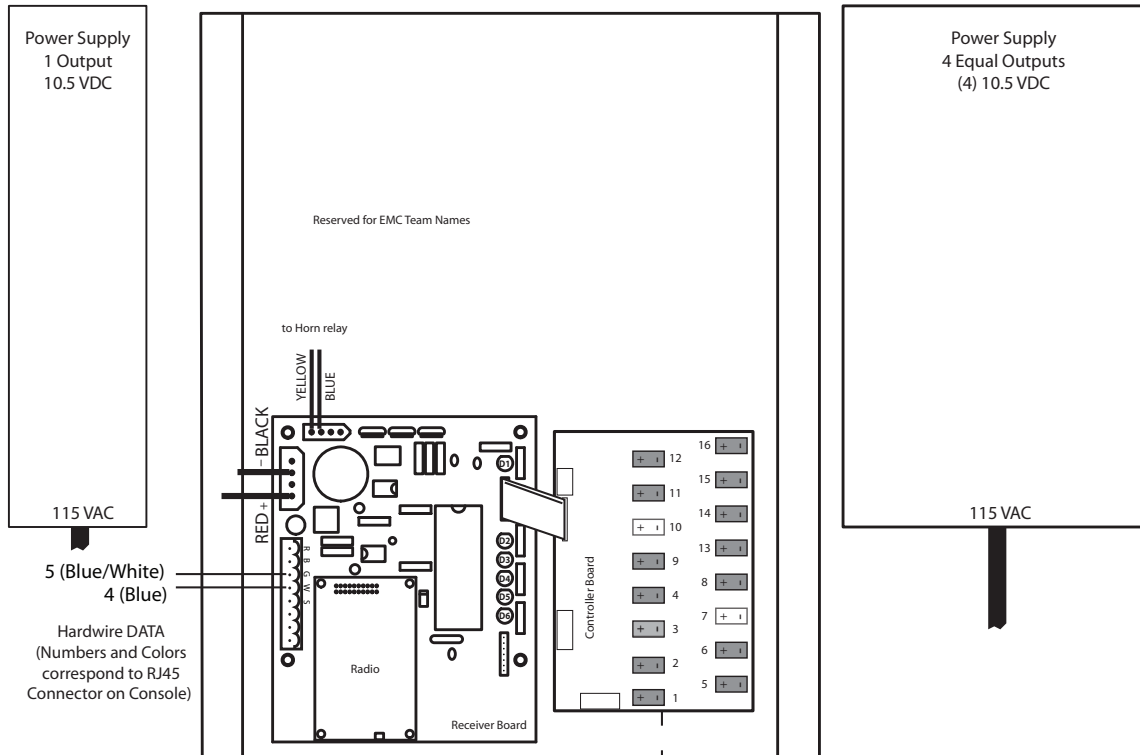 Power Supply
1 Output
10.5 VDC
115 VAC
Power Supply
4 Equal Outputs
(4) 10.5 VDC
115 VAC
Reserved for EMC Team Names
to Horn relay
YELLOW
BLUE
- BLACK
RED +
5 (Blue/White)
4 (Blue)
Hardwire DATA
(Numbers and Colors
correspond to RJ45
Connector on Console)
R
B
G
W
S
D1
D2
D3
D4
D5
D6
Radio
Receiver Board
Controller Board
+ - 12
+ - 11
+ - 10
+ - 9
+ - 4
+ - 3
+ - 2
+ - 1
16 + -
15 + -
14 + -
13 + -
8 + -
7 + -
6 + -
5 + -